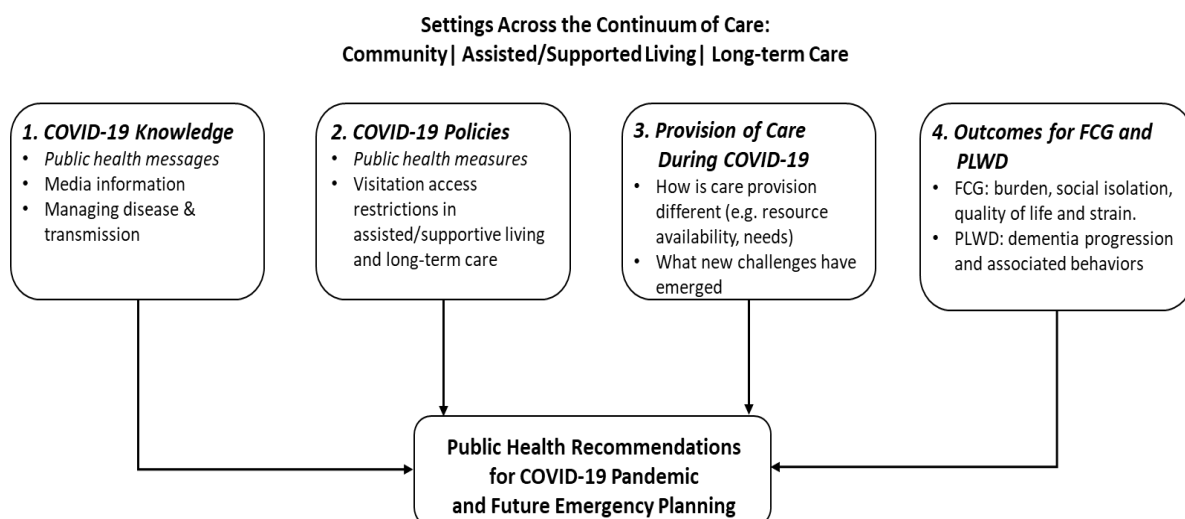 Settings Across the Continuum of Care:
Community| Assisted/Supported Living| Long-term Care
1. COVID-19 Knowledge
• Public health messages
• Media information
• Managing disease &
transmission
2. COVID-19 Policies
• Public health measures
• Visitation access
restrictions in
assisted/supportive living
and long-term care
3. Provision of Care
During COVID-19
• How is care provision
different (e.g. resource
availability, needs)
• What new challenges have
emerged
4. Outcomes for FCG and
PLWD
• FCG: burden, social isolation,
quality of life and strain.
• PLWD: dementia progression
and associated behaviors
Public Health Recommendations
for COVID-19 Pandemic
and Future Emergency Planning